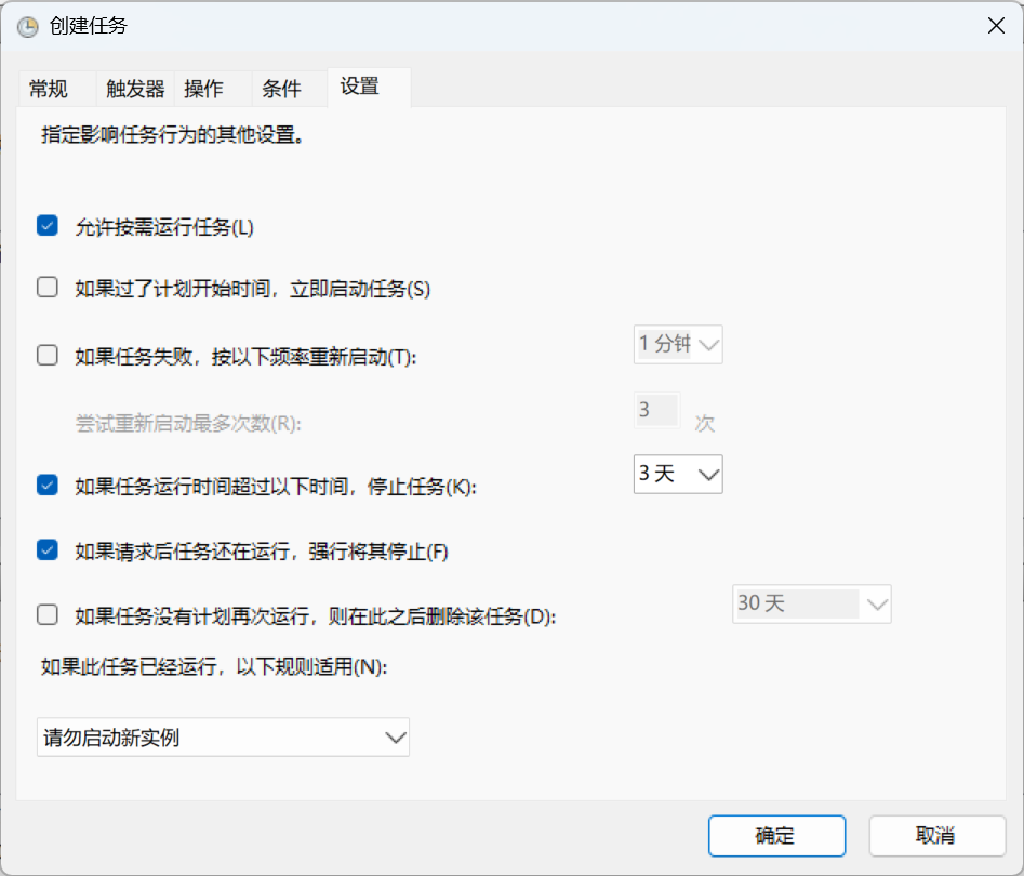 创建任务
常规 触发器 操作 条件 设置
指定影响任务行为的其他设置。
允许按需运行任务(L)
如果过了计划开始时间，立即启动任务(S)
如果任务失败，按以下频率重新启动(T): 1 分钟
尝试重新启动最多次数(R): 3 次
如果任务运行时间超过以下时间，停止任务(K): 3 天
如果请求后任务还在运行，强行将其停止(F)
如果任务没有计划再次运行，则在此之后删除该任务(D): 30 天
如果此任务已经运行，以下规则适用(N):
请勿启动新实例
确定 取消